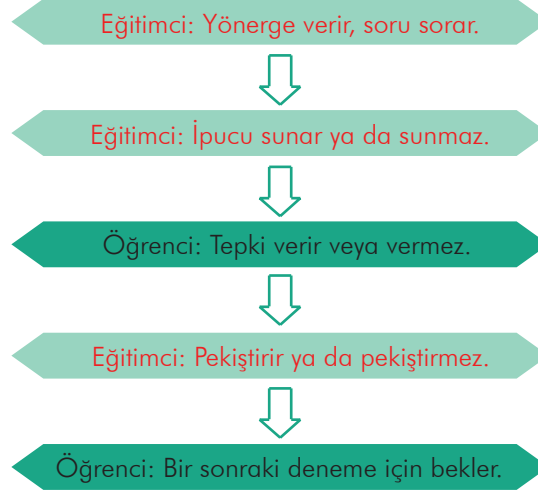 Eğitimci: Yönerge verir, soru sorar.
Eğitimci: İpucu sunar ya da sunmaz.
Öğrenci: Tepki verir veya vermez.
Eğitimci: Pekiştirir ya da pekiştirmez.
Öğrenci: Bir sonraki deneme için bekler.